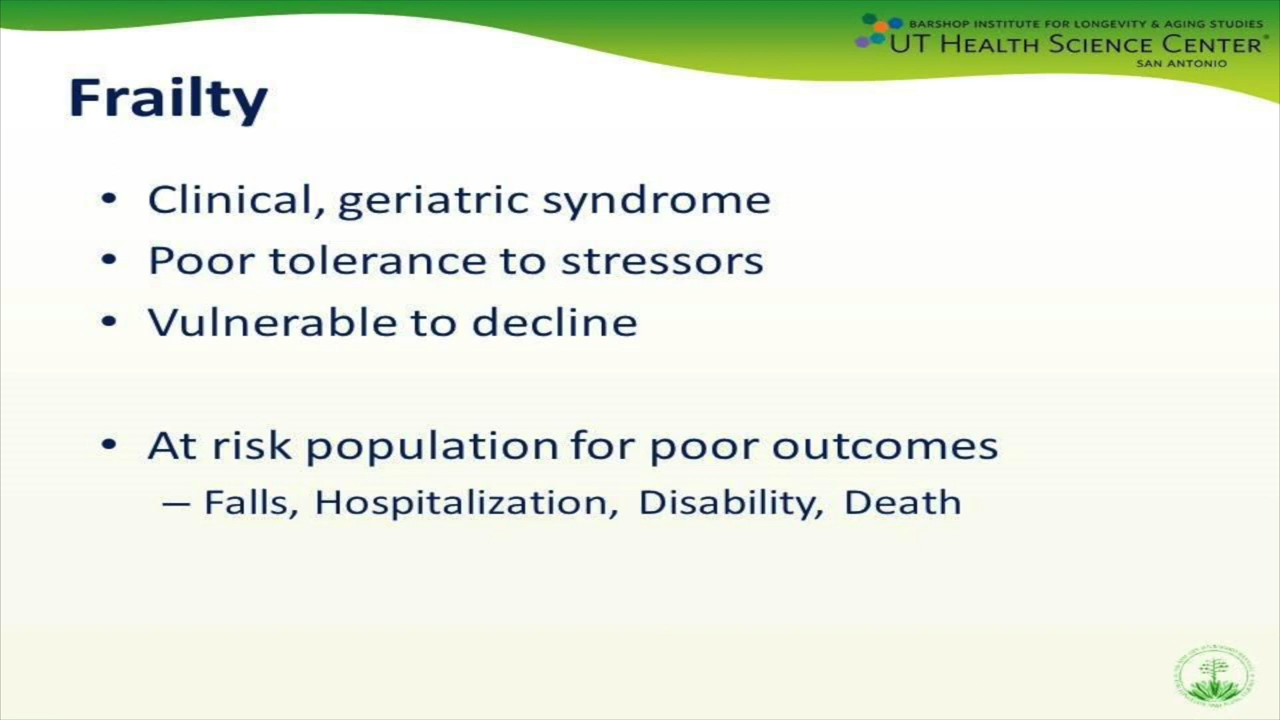 BARSHOP INSTITUTE FOR LONGEVITY & AGING STUDIES
UT HEALTH SCIENCE CENTER®
SAN ANTONIO
Frailty
• Clinical, geriatric syndrome
• Poor tolerance to stressors
• Vulnerable to decline
• At risk population for poor outcomes
– Falls, Hospitalization, Disability, Death